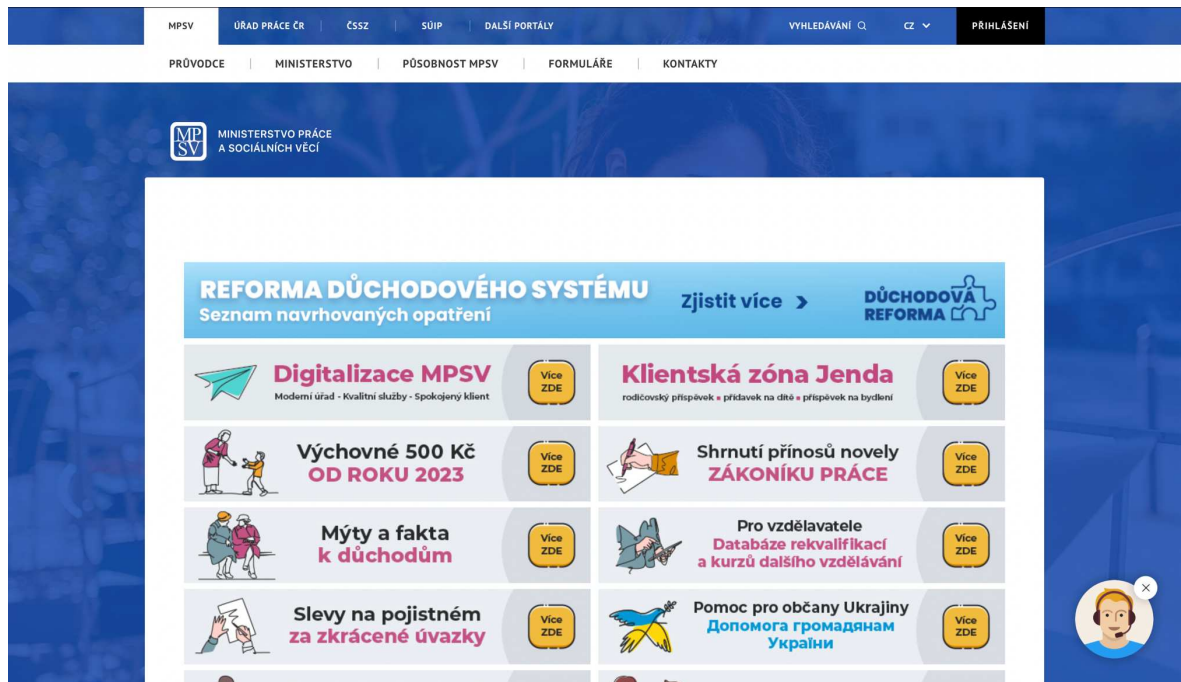 MPSV
ÚŘAD PRÁCE ČR
ČSSZ
SÚIP
DALŠÍ PORTÁLY
VYHLEDÁVÁNÍ
CZ
PŘIHLÁŠENÍ
PRŮVODCE
MINISTERSTVO
PŮSOBNOST MPSV
FORMULÁŘE
KONTAKTY
MP
SV
MINISTERSTVO PRÁCE
A SOCIÁLNÍCH VĚCÍ
REFORMA DŮCHODOVÉHO SYSTÉMU
Seznam navrhovaných opatření
Zjistit více
DŮCHODOVÁ
REFORMA
Digitalizace MPSV
Moderní úřad - Kvalitní služby - Spokojený klient
Více
ZDE
Klientská zóna Jenda
rodičovský příspěvek ▪ přídavek na dítě ▪ příspěvek na bydlení
Více
ZDE
Výchovné 500 Kč
OD ROKU 2023
Více
ZDE
Shrnutí přínosů novely
ZÁKONÍKU PRÁCE
Více
ZDE
Mýty a fakta
k důchodům
Více
ZDE
Pro vzdělavatele
Databáze rekvalifikací
a kurzů dalšího vzdělávání
Více
ZDE
Slevy na pojistném
za zkrácené úvazky
Více
ZDE
Pomoc pro občany Ukrajiny
Допомога громадянам
України
Více
ZDE